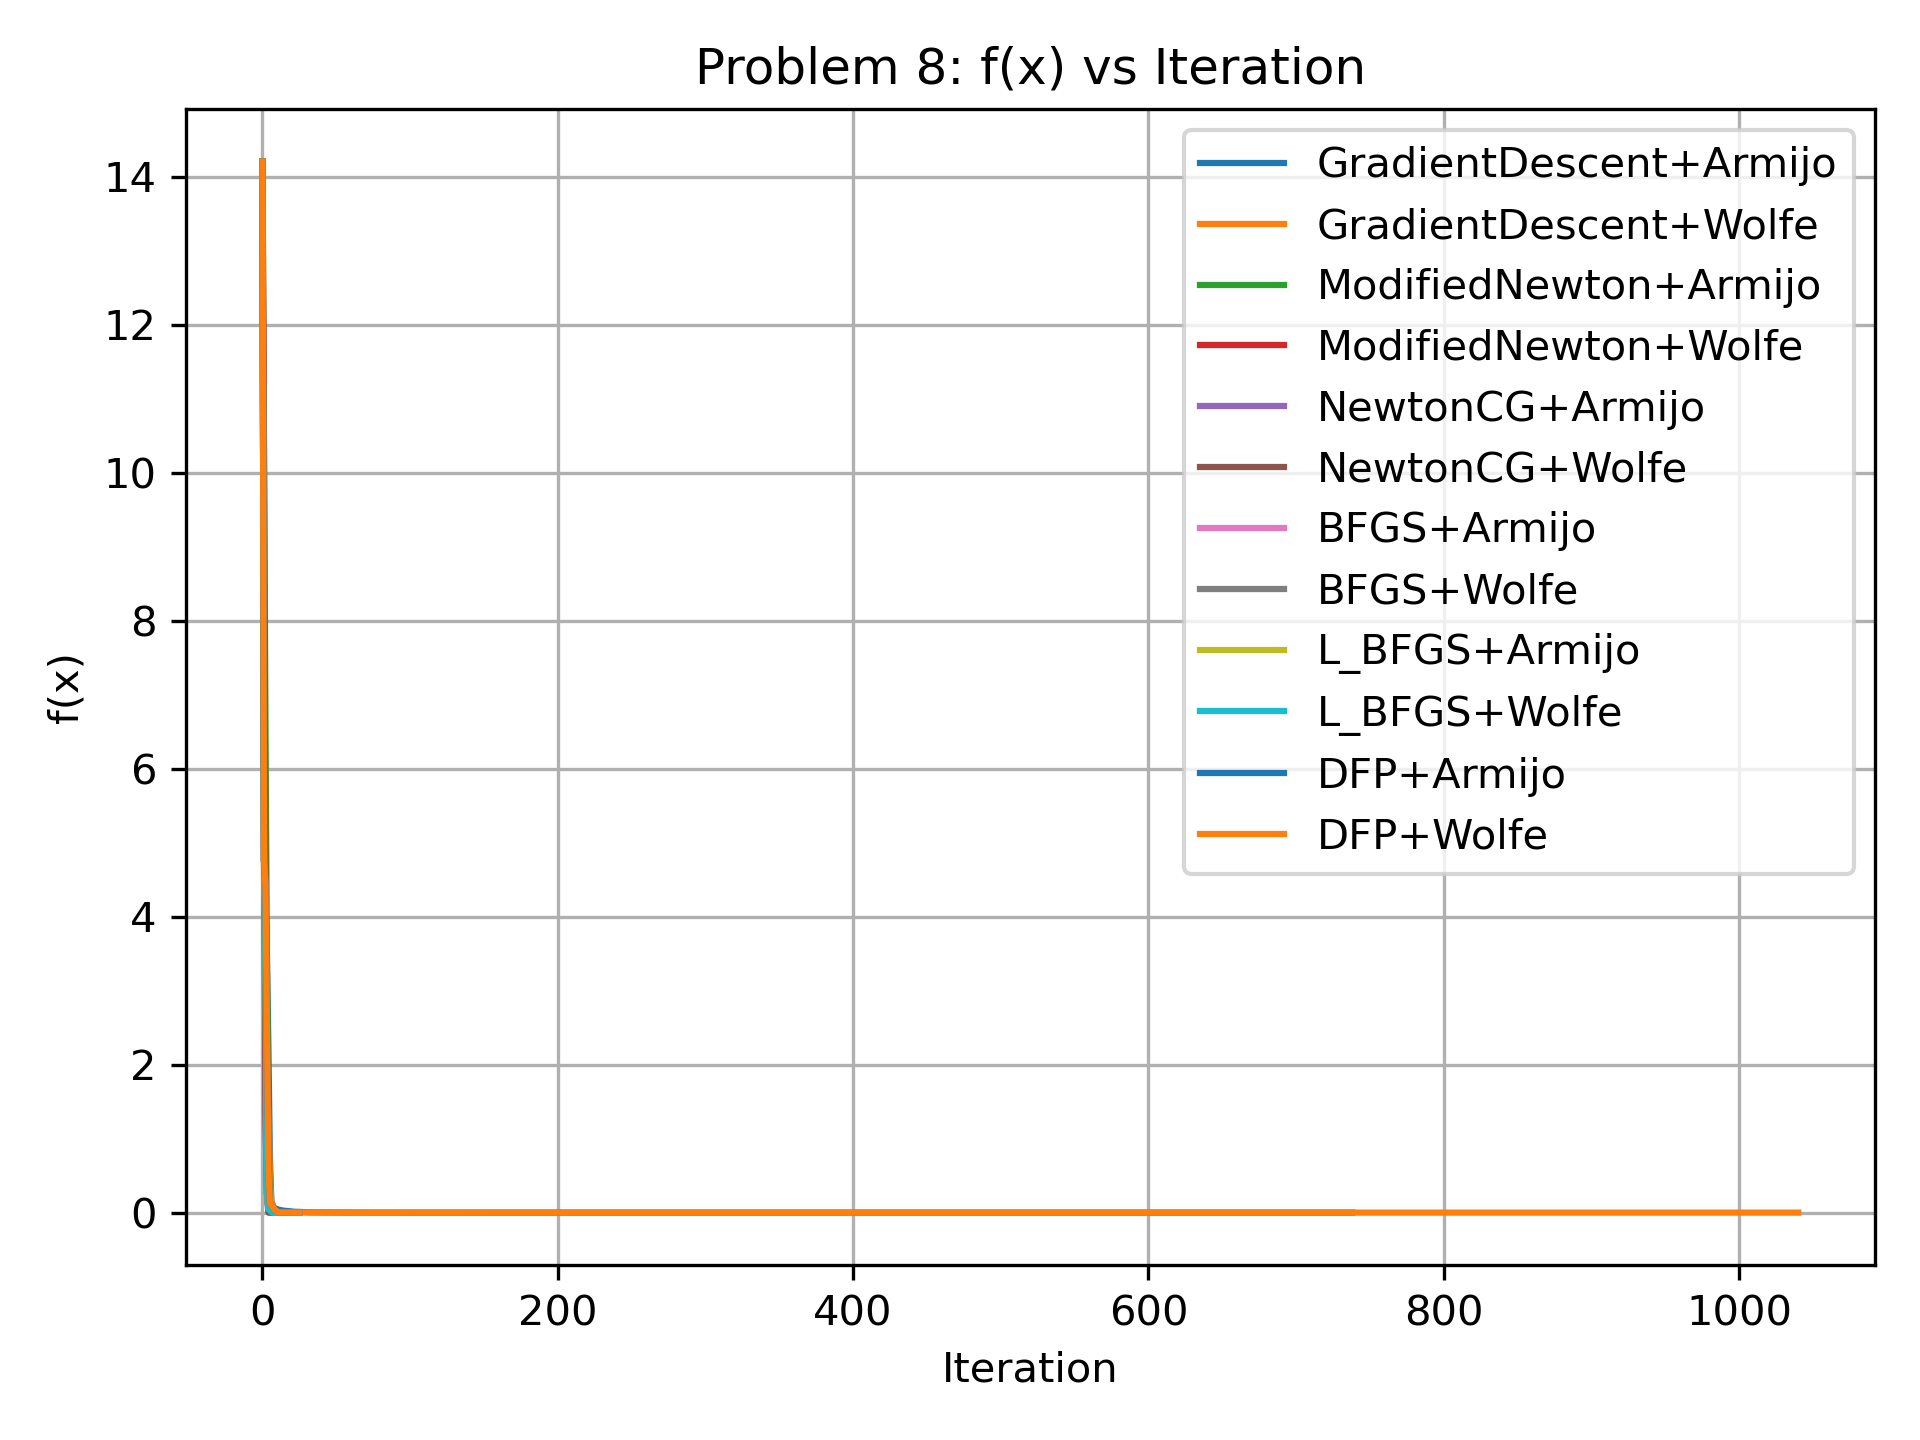 Problem 8: f(x) vs Iteration
14
12
10
8
6
4
2
0
f(x)
GradientDescent+Armijo
GradientDescent+Wolfe
ModifiedNewton+Armijo
ModifiedNewton+Wolfe
NewtonCG+Armijo
NewtonCG+Wolfe
BFGS+Armijo
BFGS+Wolfe
L_BFGS+Armijo
L_BFGS+Wolfe
DFP+Armijo
DFP+Wolfe
0 200 400 600 800 1000
Iteration